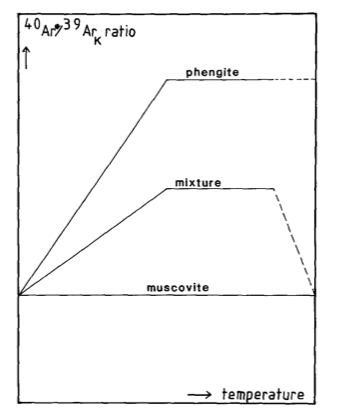 ⁴⁰Ar*/³⁹Arₖ ratio
phengite
mixture
muscovite
→ temperature